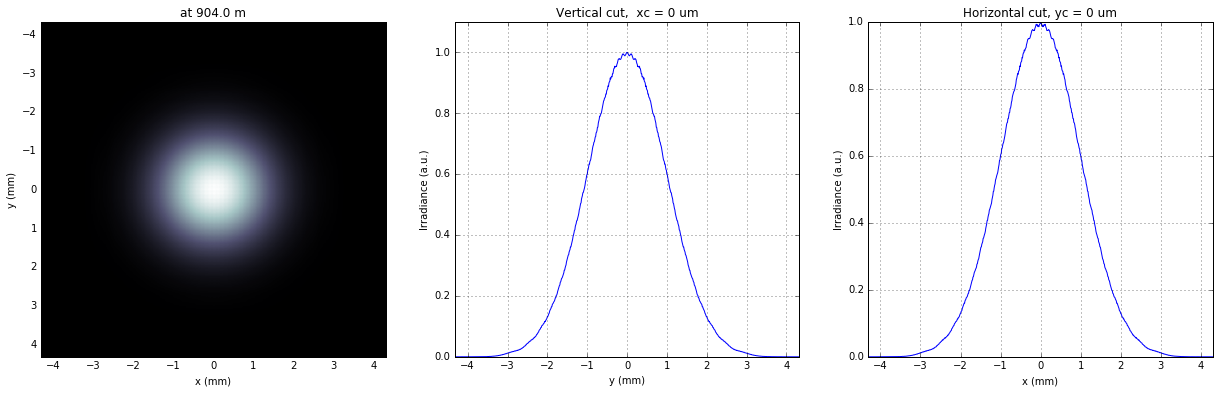 at 904.0 m
−4
−3
−2
−1
0
1
2
3
4
y (mm)
−4 −3 −2 −1 0 1 2 3 4
x (mm)
Vertical cut,  xc = 0 um
1.0
0.8
0.6
0.4
0.2
0.0
Irradiance (a.u.)
−4 −3 −2 −1 0 1 2 3 4
y (mm)
Horizontal cut, yc = 0 um
1.0
0.8
0.6
0.4
0.2
0.0
Irradiance (a.u.)
−4 −3 −2 −1 0 1 2 3 4
x (mm)